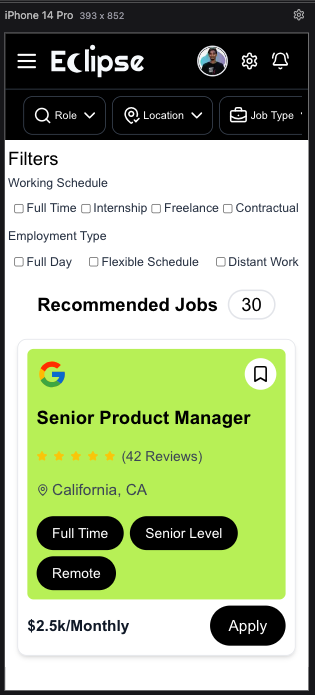 iPhone 14 Pro 393 x 852
Eclipse
Role Location Job Type
Filters
Working Schedule
Full Time Internship Freelance Contractual
Employment Type
Full Day Flexible Schedule Distant Work
Recommended Jobs 30
Senior Product Manager
(42 Reviews)
California, CA
Full Time Senior Level
Remote
$2.5k/Monthly Apply